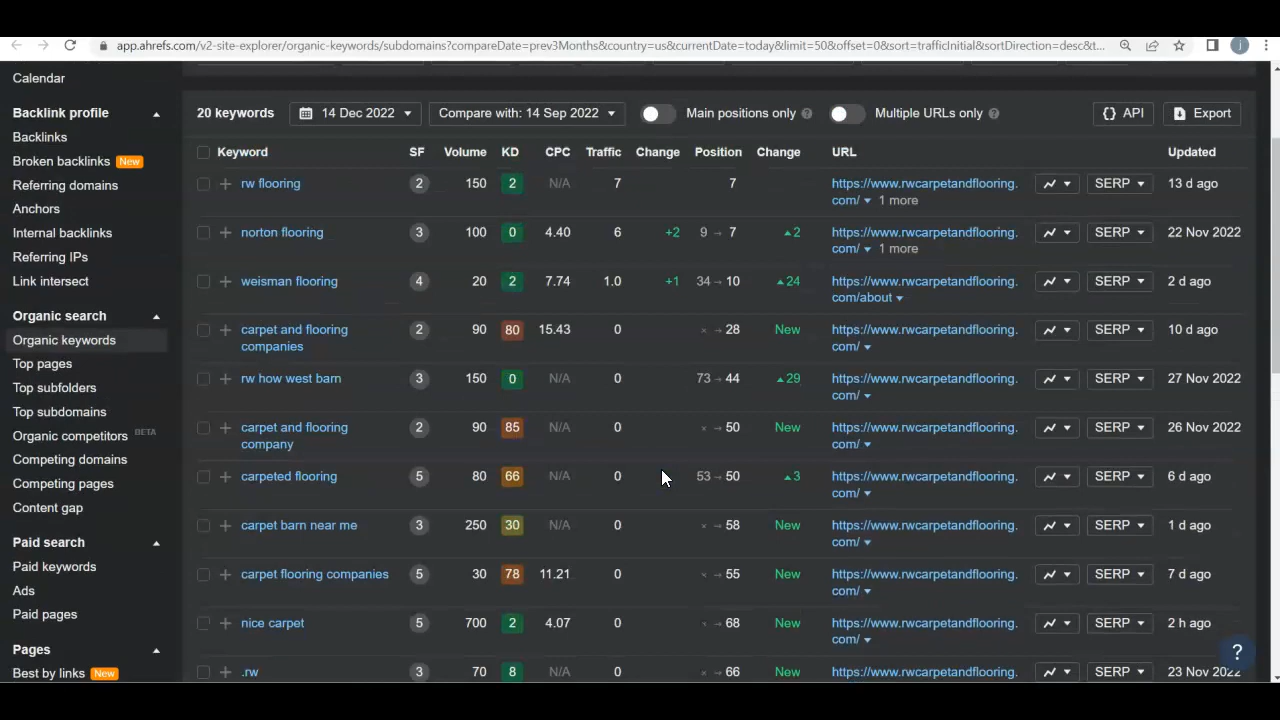 app.ahrefs.com/v2-site-explorer/organic-keywords/subdomains?compareDate=prev3Months&country=us&currentDate=today&limit=50&offset=0&sort=trafficInitial&sortDirection=desc&t...
j
Calendar
Backlink profile
Backlinks
Broken backlinks New
Referring domains
Anchors
Internal backlinks
Referring IPs
Link intersect
Organic search
Organic keywords
Top pages
Top subfolders
Top subdomains
Organic competitors BETA
Competing domains
Competing pages
Content gap
Paid search
Paid keywords
Ads
Paid pages
Pages
Best by links New
20 keywords 14 Dec 2022 Compare with: 14 Sep 2022 Main positions only ? Multiple URLs only ? {} API Export
Keyword SF Volume KD CPC Traffic Change Position Change URL Updated
rw flooring 2 150 2 N/A 7 7 https://www.rwcarpetandflooring. SERP 13 d ago
com/ 1 more
norton flooring 3 100 0 4.40 6 +2 9 → 7 2 https://www.rwcarpetandflooring. SERP 22 Nov 2022
com/ 1 more
weisman flooring 4 20 2 7.74 1.0 +1 34 → 10 24 https://www.rwcarpetandflooring. SERP 2 d ago
com/about
carpet and flooring 2 90 80 15.43 0 × → 28 New https://www.rwcarpetandflooring. SERP 10 d ago
companies com/
rw how west barn 3 150 0 N/A 0 73 → 44 29 https://www.rwcarpetandflooring. SERP 27 Nov 2022
com/
carpet and flooring 2 90 85 N/A 0 × → 50 New https://www.rwcarpetandflooring. SERP 26 Nov 2022
company com/
carpeted flooring 5 80 66 N/A 0 53 → 50 3 https://www.rwcarpetandflooring. SERP 6 d ago
com/
carpet barn near me 3 250 30 N/A 0 × → 58 New https://www.rwcarpetandflooring. SERP 1 d ago
com/
carpet flooring companies 5 30 78 11.21 0 × → 55 New https://www.rwcarpetandflooring. SERP 7 d ago
com/
nice carpet 5 700 2 4.07 0 × → 68 New https://www.rwcarpetandflooring. SERP 2 h ago
com/
.rw 3 70 8 N/A 0 × → 66 New https://www.rwcarpetandflooring. SERP 23 Nov 2022
?